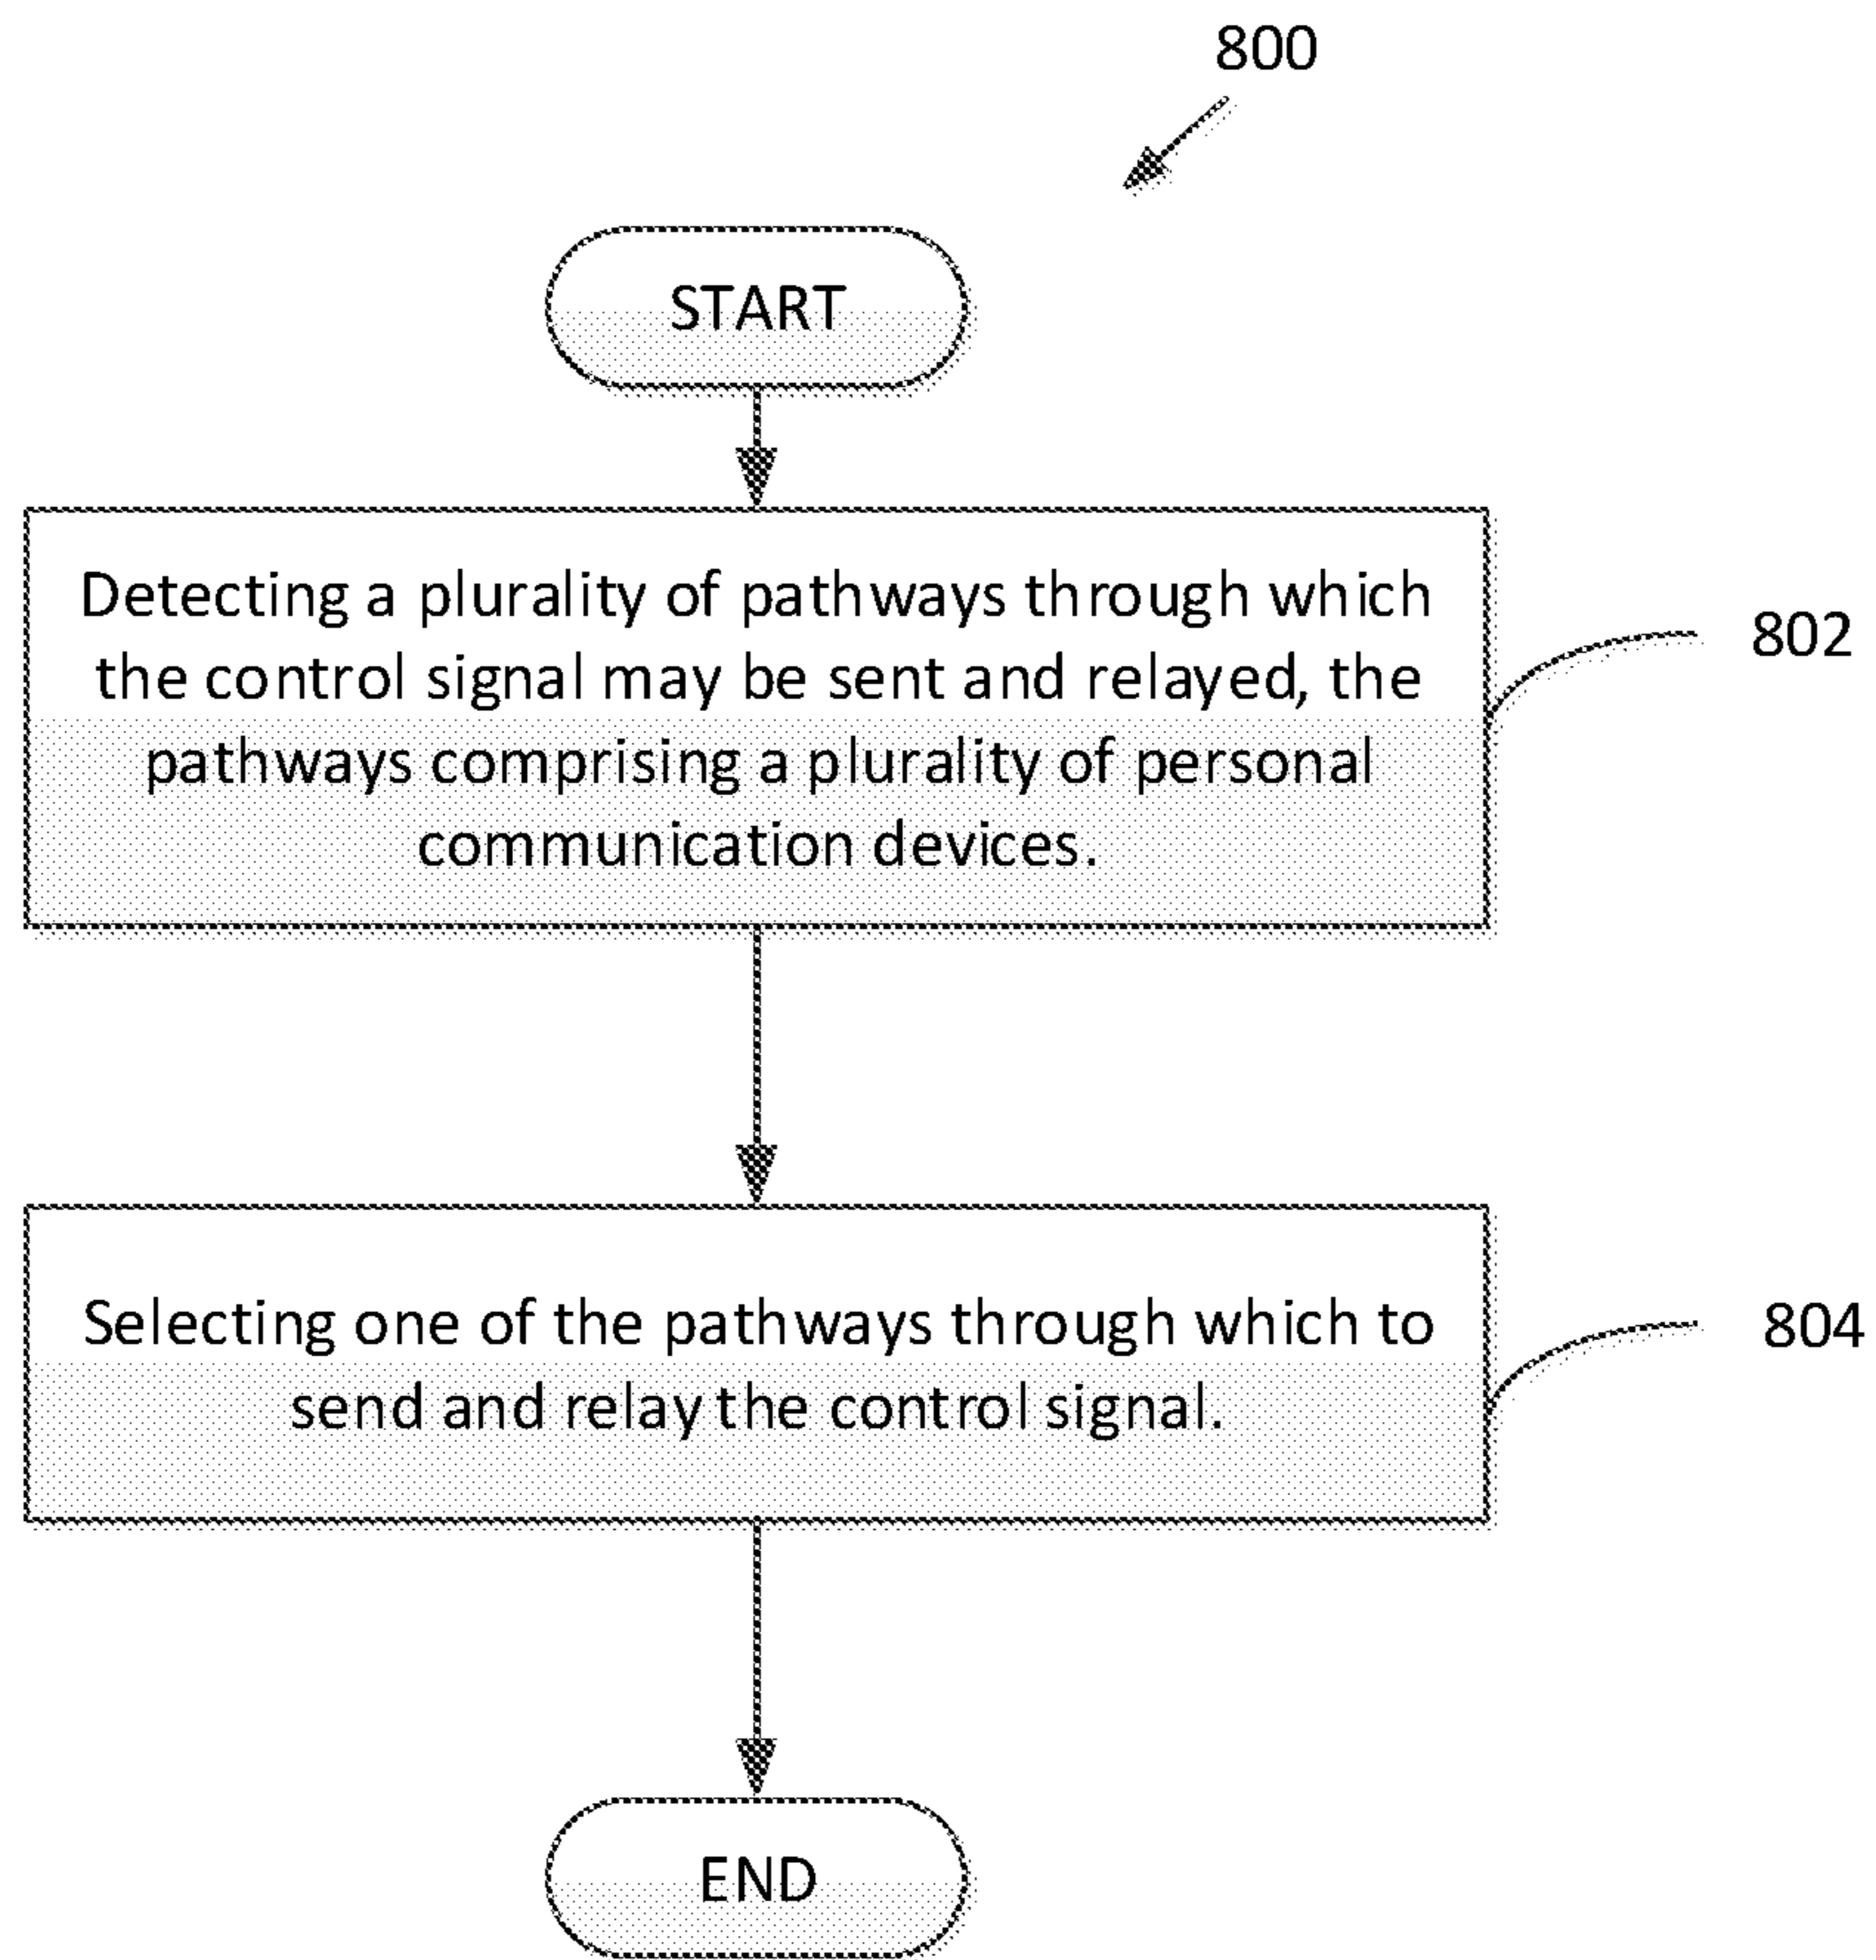 800
START
Detecting a plurality of pathways through which
the control signal may be sent and relayed, the
pathways comprising a plurality of personal
communication devices.
802
Selecting one of the pathways through which to
send and relay the control signal.
804
END